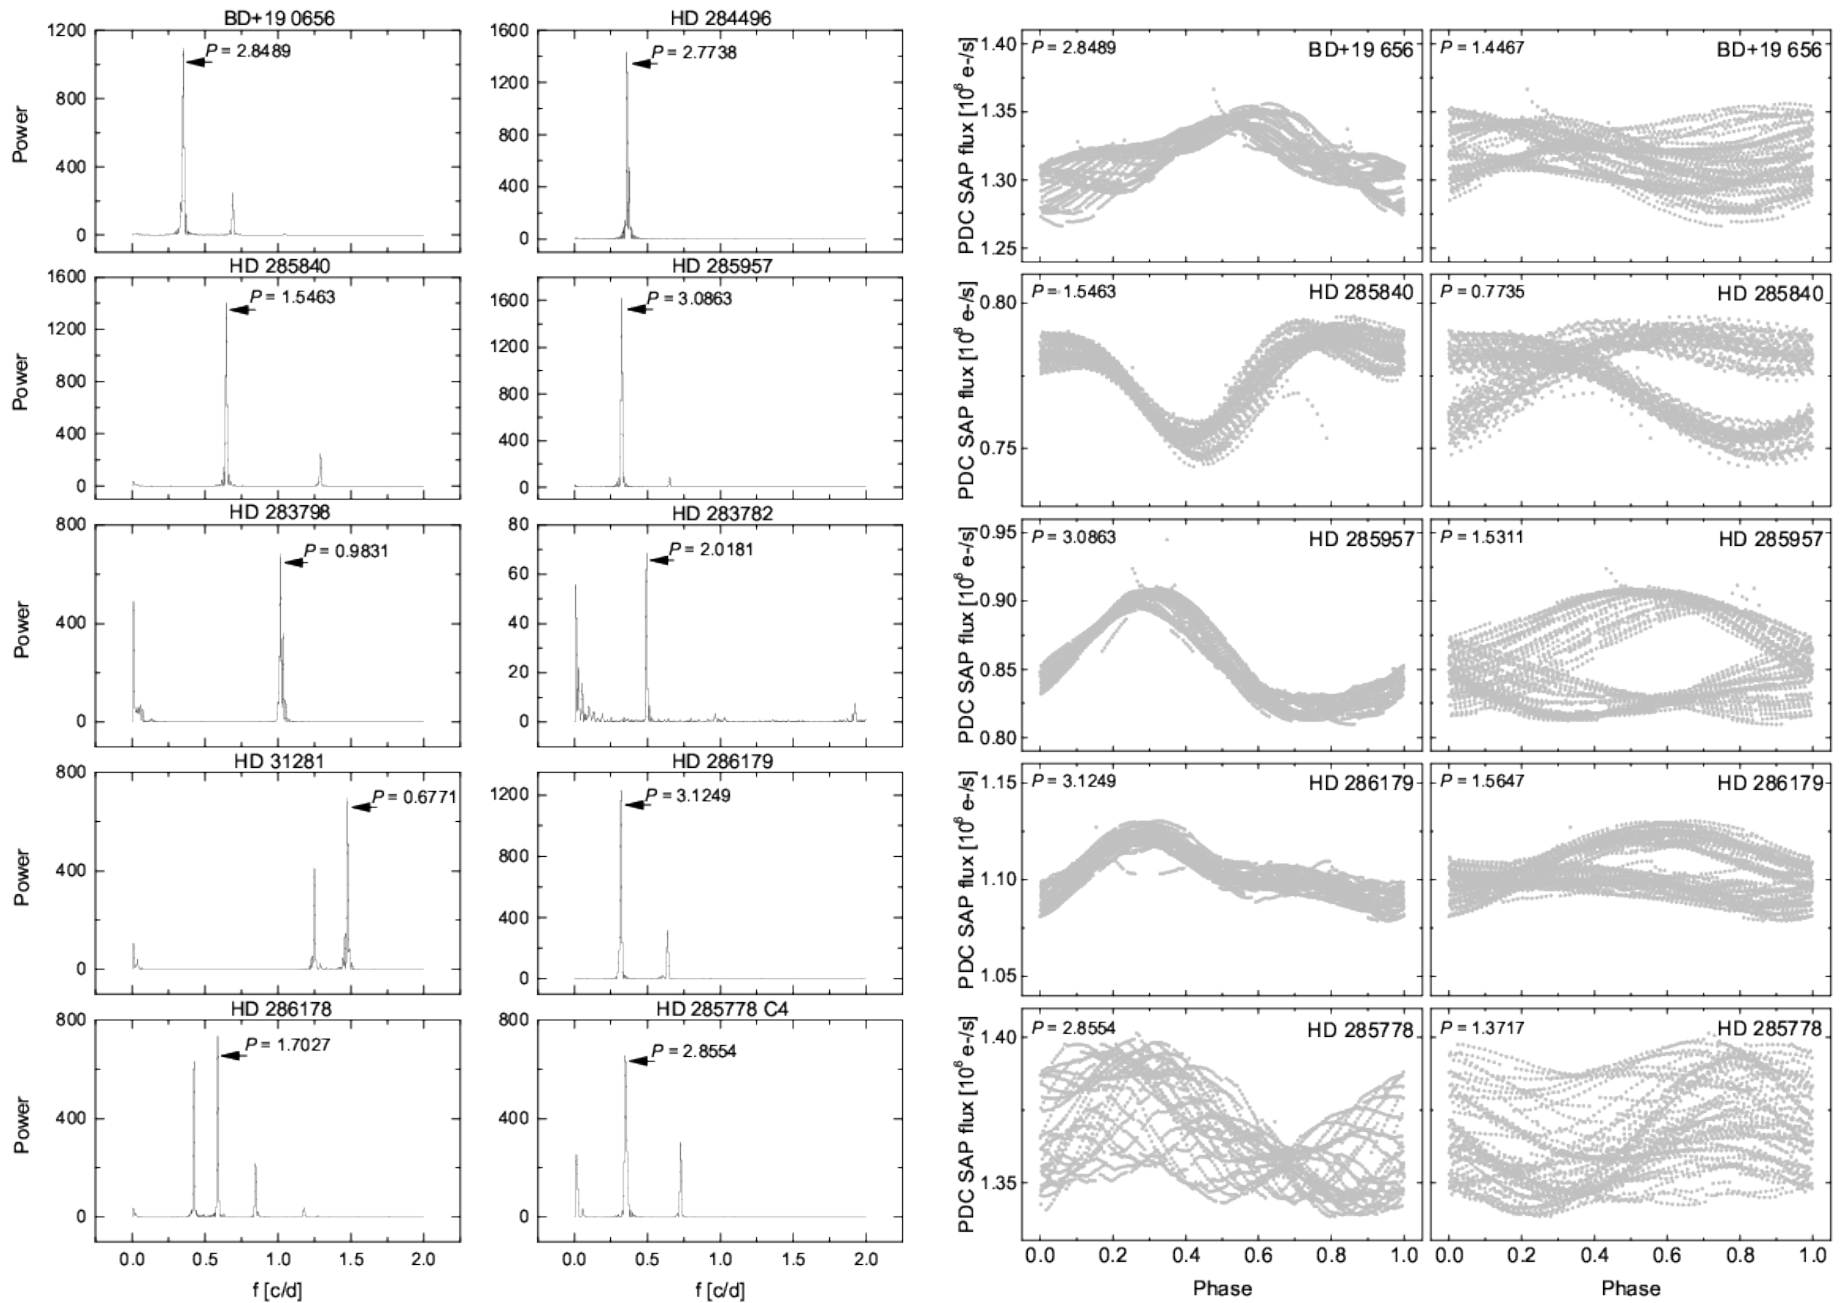 BD+19 0656
P = 2.8489
1200
800
400
0
Power
HD 284496
P = 2.7738
1600
1200
800
400
0
HD 285840
P = 1.5463
1600
1200
800
400
0
Power
HD 285957
P = 3.0863
1600
1200
800
400
0
HD 283798
P = 0.9831
800
400
0
Power
HD 283782
P = 2.0181
80
60
40
20
0
HD 31281
P = 0.6771
800
400
0
Power
HD 286179
P = 3.1249
1200
800
400
0
HD 286178
P = 1.7027
800
400
0
Power
0.0 0.5 1.0 1.5 2.0
f [c/d]
HD 285778 C4
P = 2.8554
800
400
0
0.0 0.5 1.0 1.5 2.0
f [c/d]
P = 2.8489
BD+19 656
1.40
1.35
1.30
1.25
PDC SAP flux [10⁶ e-/s]
P = 1.4467
BD+19 656
P = 1.5463
HD 285840
0.80
0.75
PDC SAP flux [10⁶ e-/s]
P = 0.7735
HD 285840
P = 3.0863
HD 285957
0.95
0.90
0.85
0.80
PDC SAP flux [10⁶ e-/s]
P = 1.5311
HD 285957
P = 3.1249
HD 286179
1.15
1.10
1.05
PDC SAP flux [10⁶ e-/s]
P = 1.5647
HD 286179
P = 2.8554
HD 285778
1.40
1.35
PDC SAP flux [10⁶ e-/s]
0.0 0.2 0.4 0.6 0.8 1.0
Phase
P = 1.3717
HD 285778
0.0 0.2 0.4 0.6 0.8 1.0
Phase